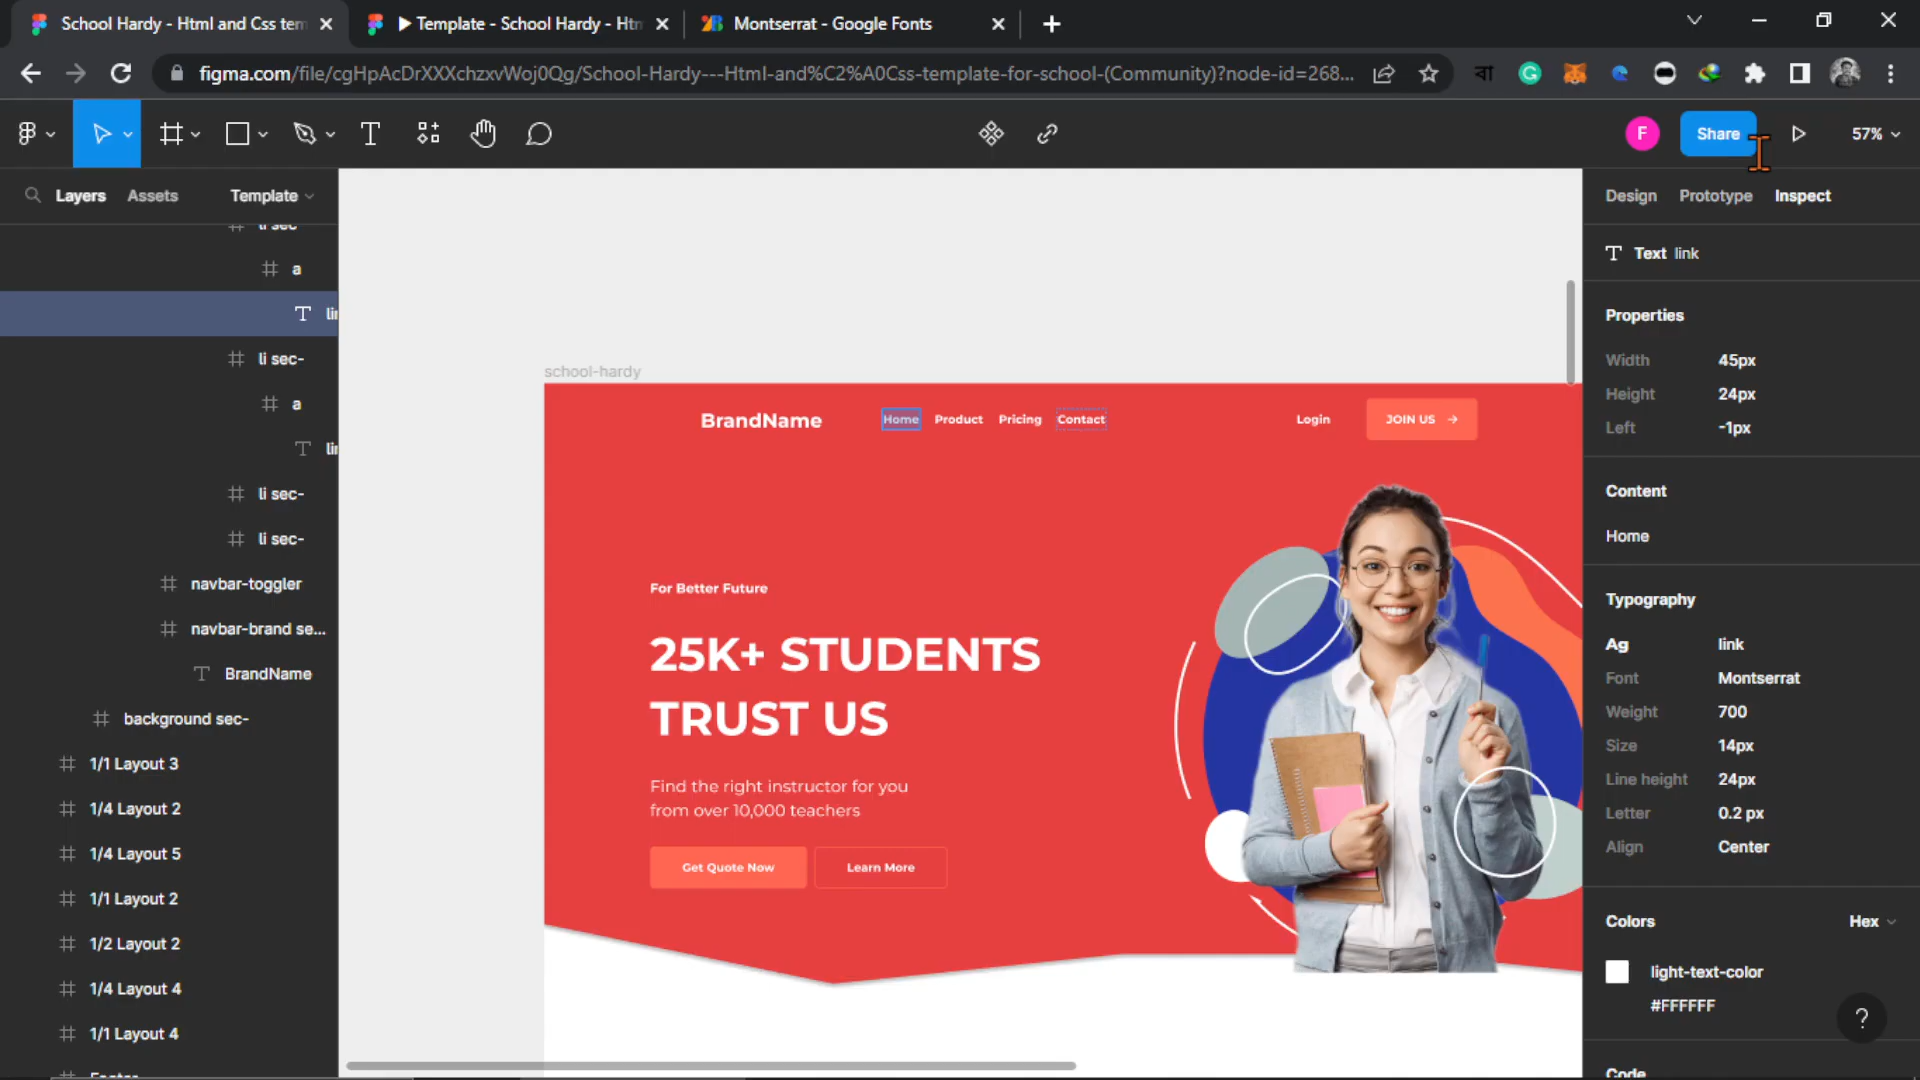 School Hardy - Html and Css tem
Template - School Hardy - Htm
Montserrat - Google Fonts
figma.com/file/cgHpAcDrXXXchzxvWoj0Qg/School-Hardy---Html-and%C2%A0Css-template-for-school-(Community)?node-id=268...
বা
F
Share
57%
Layers
Assets
Template
Design
Prototype
Inspect
li sec-
a
li sec-
a
li sec-
li sec-
navbar-toggler
navbar-brand se...
BrandName
background sec-
1/1 Layout 3
1/4 Layout 2
1/4 Layout 5
1/1 Layout 2
1/2 Layout 2
1/4 Layout 4
1/1 Layout 4
Footer
school-hardy
BrandName
Home
Product
Pricing
Contact
Login
JOIN US
For Better Future
25K+ STUDENTS
TRUST US
Find the right instructor for you
from over 10,000 teachers
Get Quote Now
Learn More
Text link
Properties
Width 45px
Height 24px
Left -1px
Content
Home
Typography
Ag link
Font Montserrat
Weight 700
Size 14px
Line height 24px
Letter 0.2 px
Align Center
Colors
Hex
light-text-color
#FFFFFF
?
Code